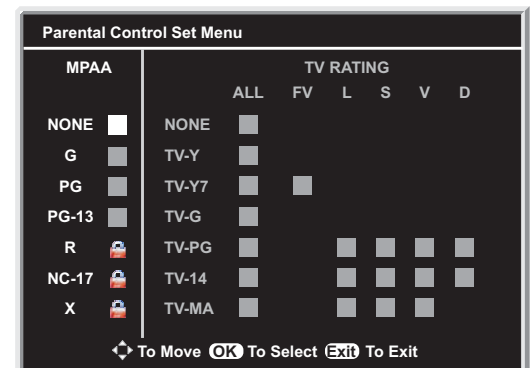 Parental Control Set Menu
MPAA TV RATING
ALL FV L S V D
NONE NONE
G TV-Y
PG TV-Y7
PG-13 TV-G
R TV-PG
NC-17 TV-14
X TV-MA
To Move OK To Select Exit To Exit